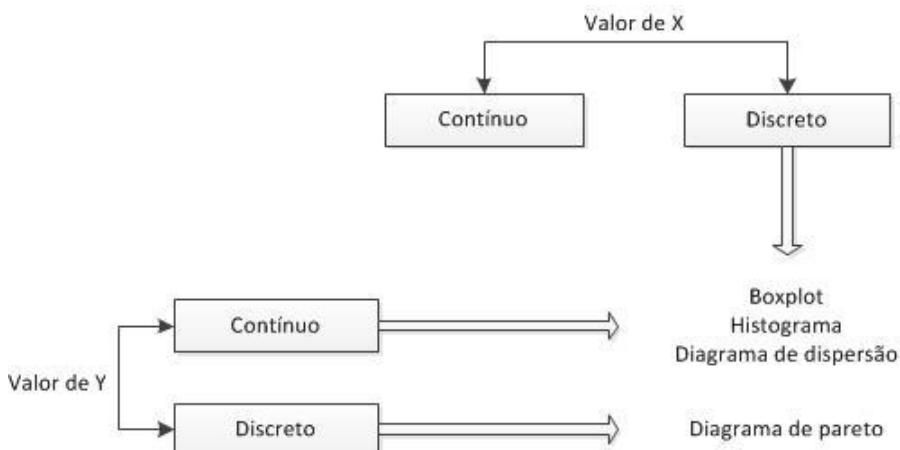 Valor de X
Contínuo
Discreto
Boxplot
Contínuo
Histograma
Diagrama de dispersão
Valor de Y
Discreto
Diagrama de pareto